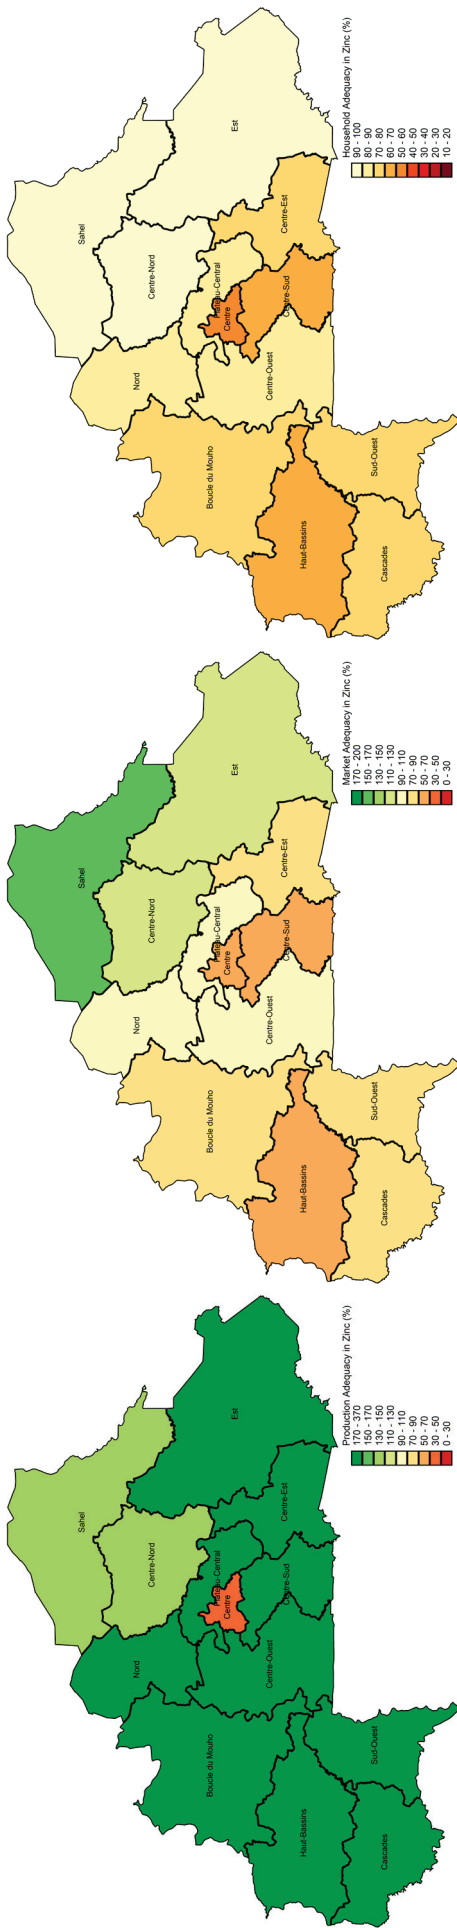 Sahel
Nord
Centre-Nord
Boucle du Mouho
Plateau-Central
Est
Centre
Centre-Ouest
Centre-Est
Centre-Sud
Haut-Bassins
Sud-Ouest
Cascades
Production Adequacy in Zinc (%)
170 - 370
150 - 170
130 - 150
110 - 130
90 - 110
70 - 90
50 - 70
30 - 50
0 - 30
Sahel
Nord
Centre-Nord
Boucle du Mouho
Plateau-Central
Est
Centre
Centre-Ouest
Centre-Est
Centre-Sud
Haut-Bassins
Sud-Ouest
Cascades
Market Adequacy in Zinc (%)
170 - 200
150 - 170
130 - 150
110 - 130
90 - 110
70 - 90
50 - 70
30 - 50
0 - 30
Sahel
Nord
Centre-Nord
Boucle du Mouho
Plateau-Central
Est
Centre
Centre-Ouest
Centre-Est
Centre-Sud
Haut-Bassins
Sud-Ouest
Cascades
Household Adequacy in Zinc (%)
90 - 100
80 - 90
70 - 80
60 - 70
50 - 60
40 - 50
30 - 40
20 - 30
10 - 20